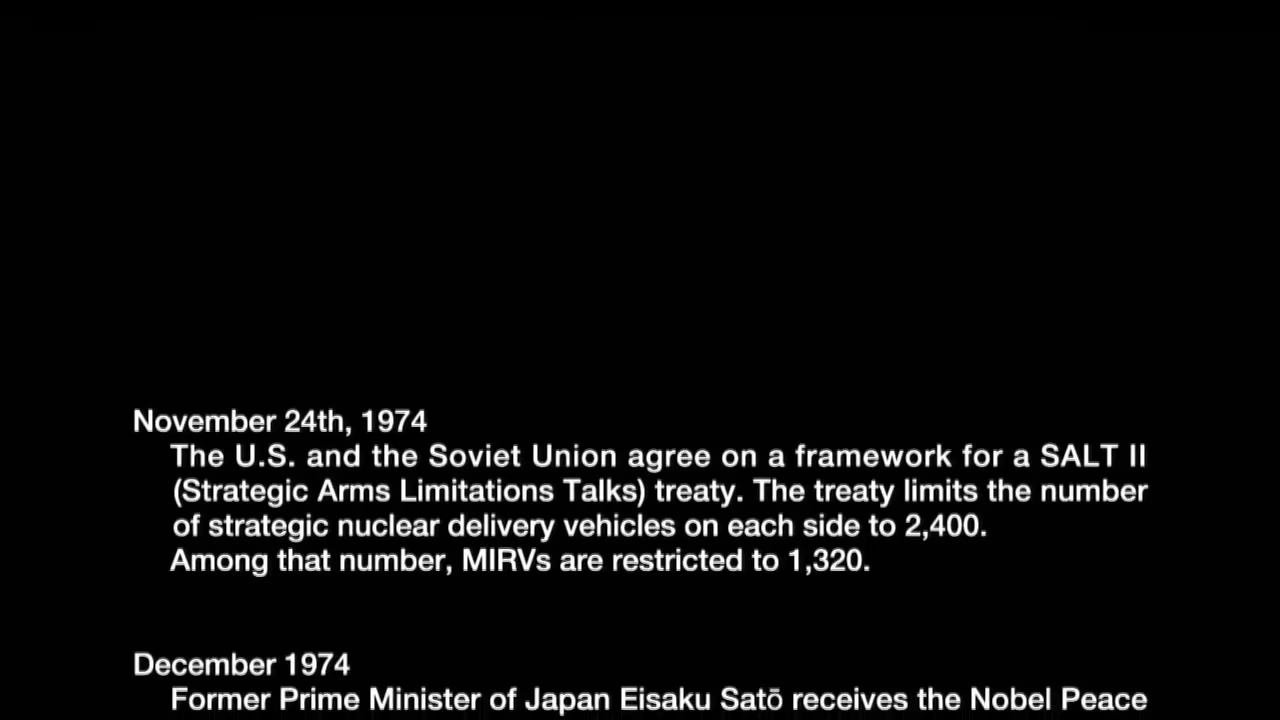 November 24th, 1974
The U.S. and the Soviet Union agree on a framework for a SALT II
(Strategic Arms Limitations Talks) treaty. The treaty limits the number
of strategic nuclear delivery vehicles on each side to 2,400.
Among that number, MIRVs are restricted to 1,320.
December 1974
Former Prime Minister of Japan Eisaku Satō receives the Nobel Peace